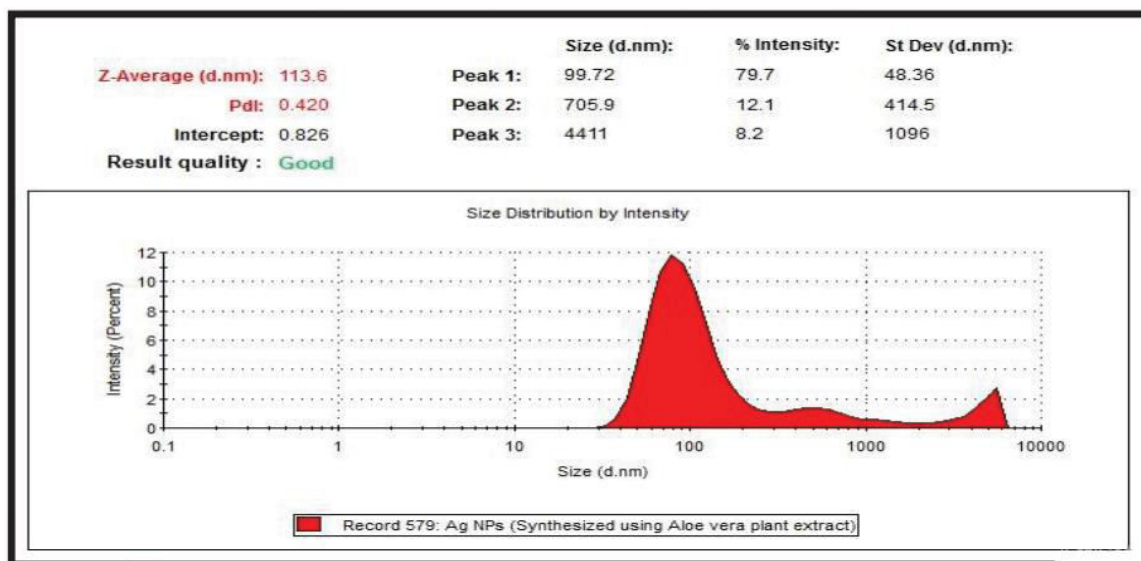 Size (d.nm): % Intensity: St Dev (d.nm):
Z-Average (d.nm): 113.6 Peak 1: 99.72 79.7 48.36
PdI: 0.420 Peak 2: 705.9 12.1 414.5
Intercept: 0.826 Peak 3: 4411 8.2 1096
Result quality : Good
Size Distribution by Intensity
Intensity (Percent)
12
10
8
6
4
2
0
0.1 1 10 100 1000 10000
Size (d.nm)
Record 579: Ag NPs (Synthesized using Aloe vera plant extract)